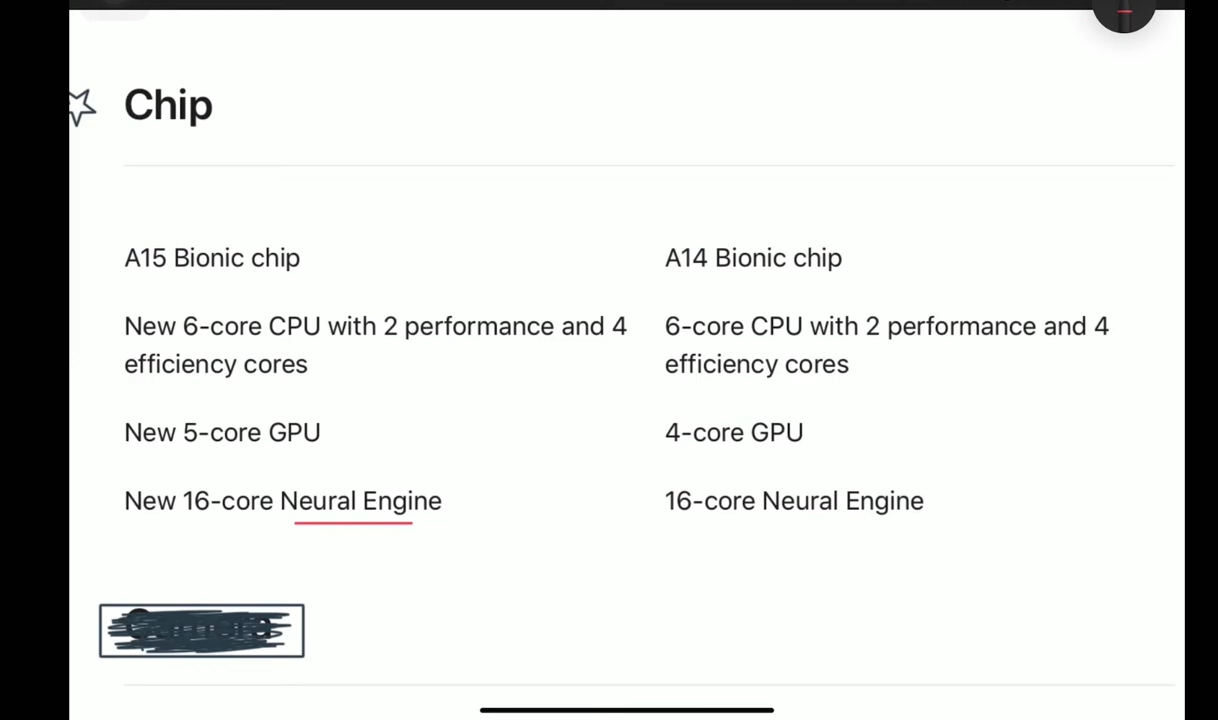 Chip
A15 Bionic chip
A14 Bionic chip
New 6-core CPU with 2 performance and 4
efficiency cores
6-core CPU with 2 performance and 4
efficiency cores
New 5-core GPU
4-core GPU
New 16-core Neural Engine
16-core Neural Engine